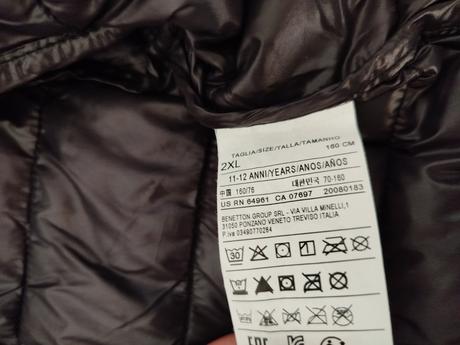 TAGLIA/SIZE/TALLA/TAMANHO
2XL 160 CM
11-12 ANNI/YEARS/ANOS/AÑOS
中国 160/76 대한민국 70-160
US RN 64961 CA 07697 20080183
BENETTON GROUP SRL - VIA VILLA MINELLI,1
31050 PONZANO VENETO TREVISO ITALIA
P.iva 03490770264
30
EAC